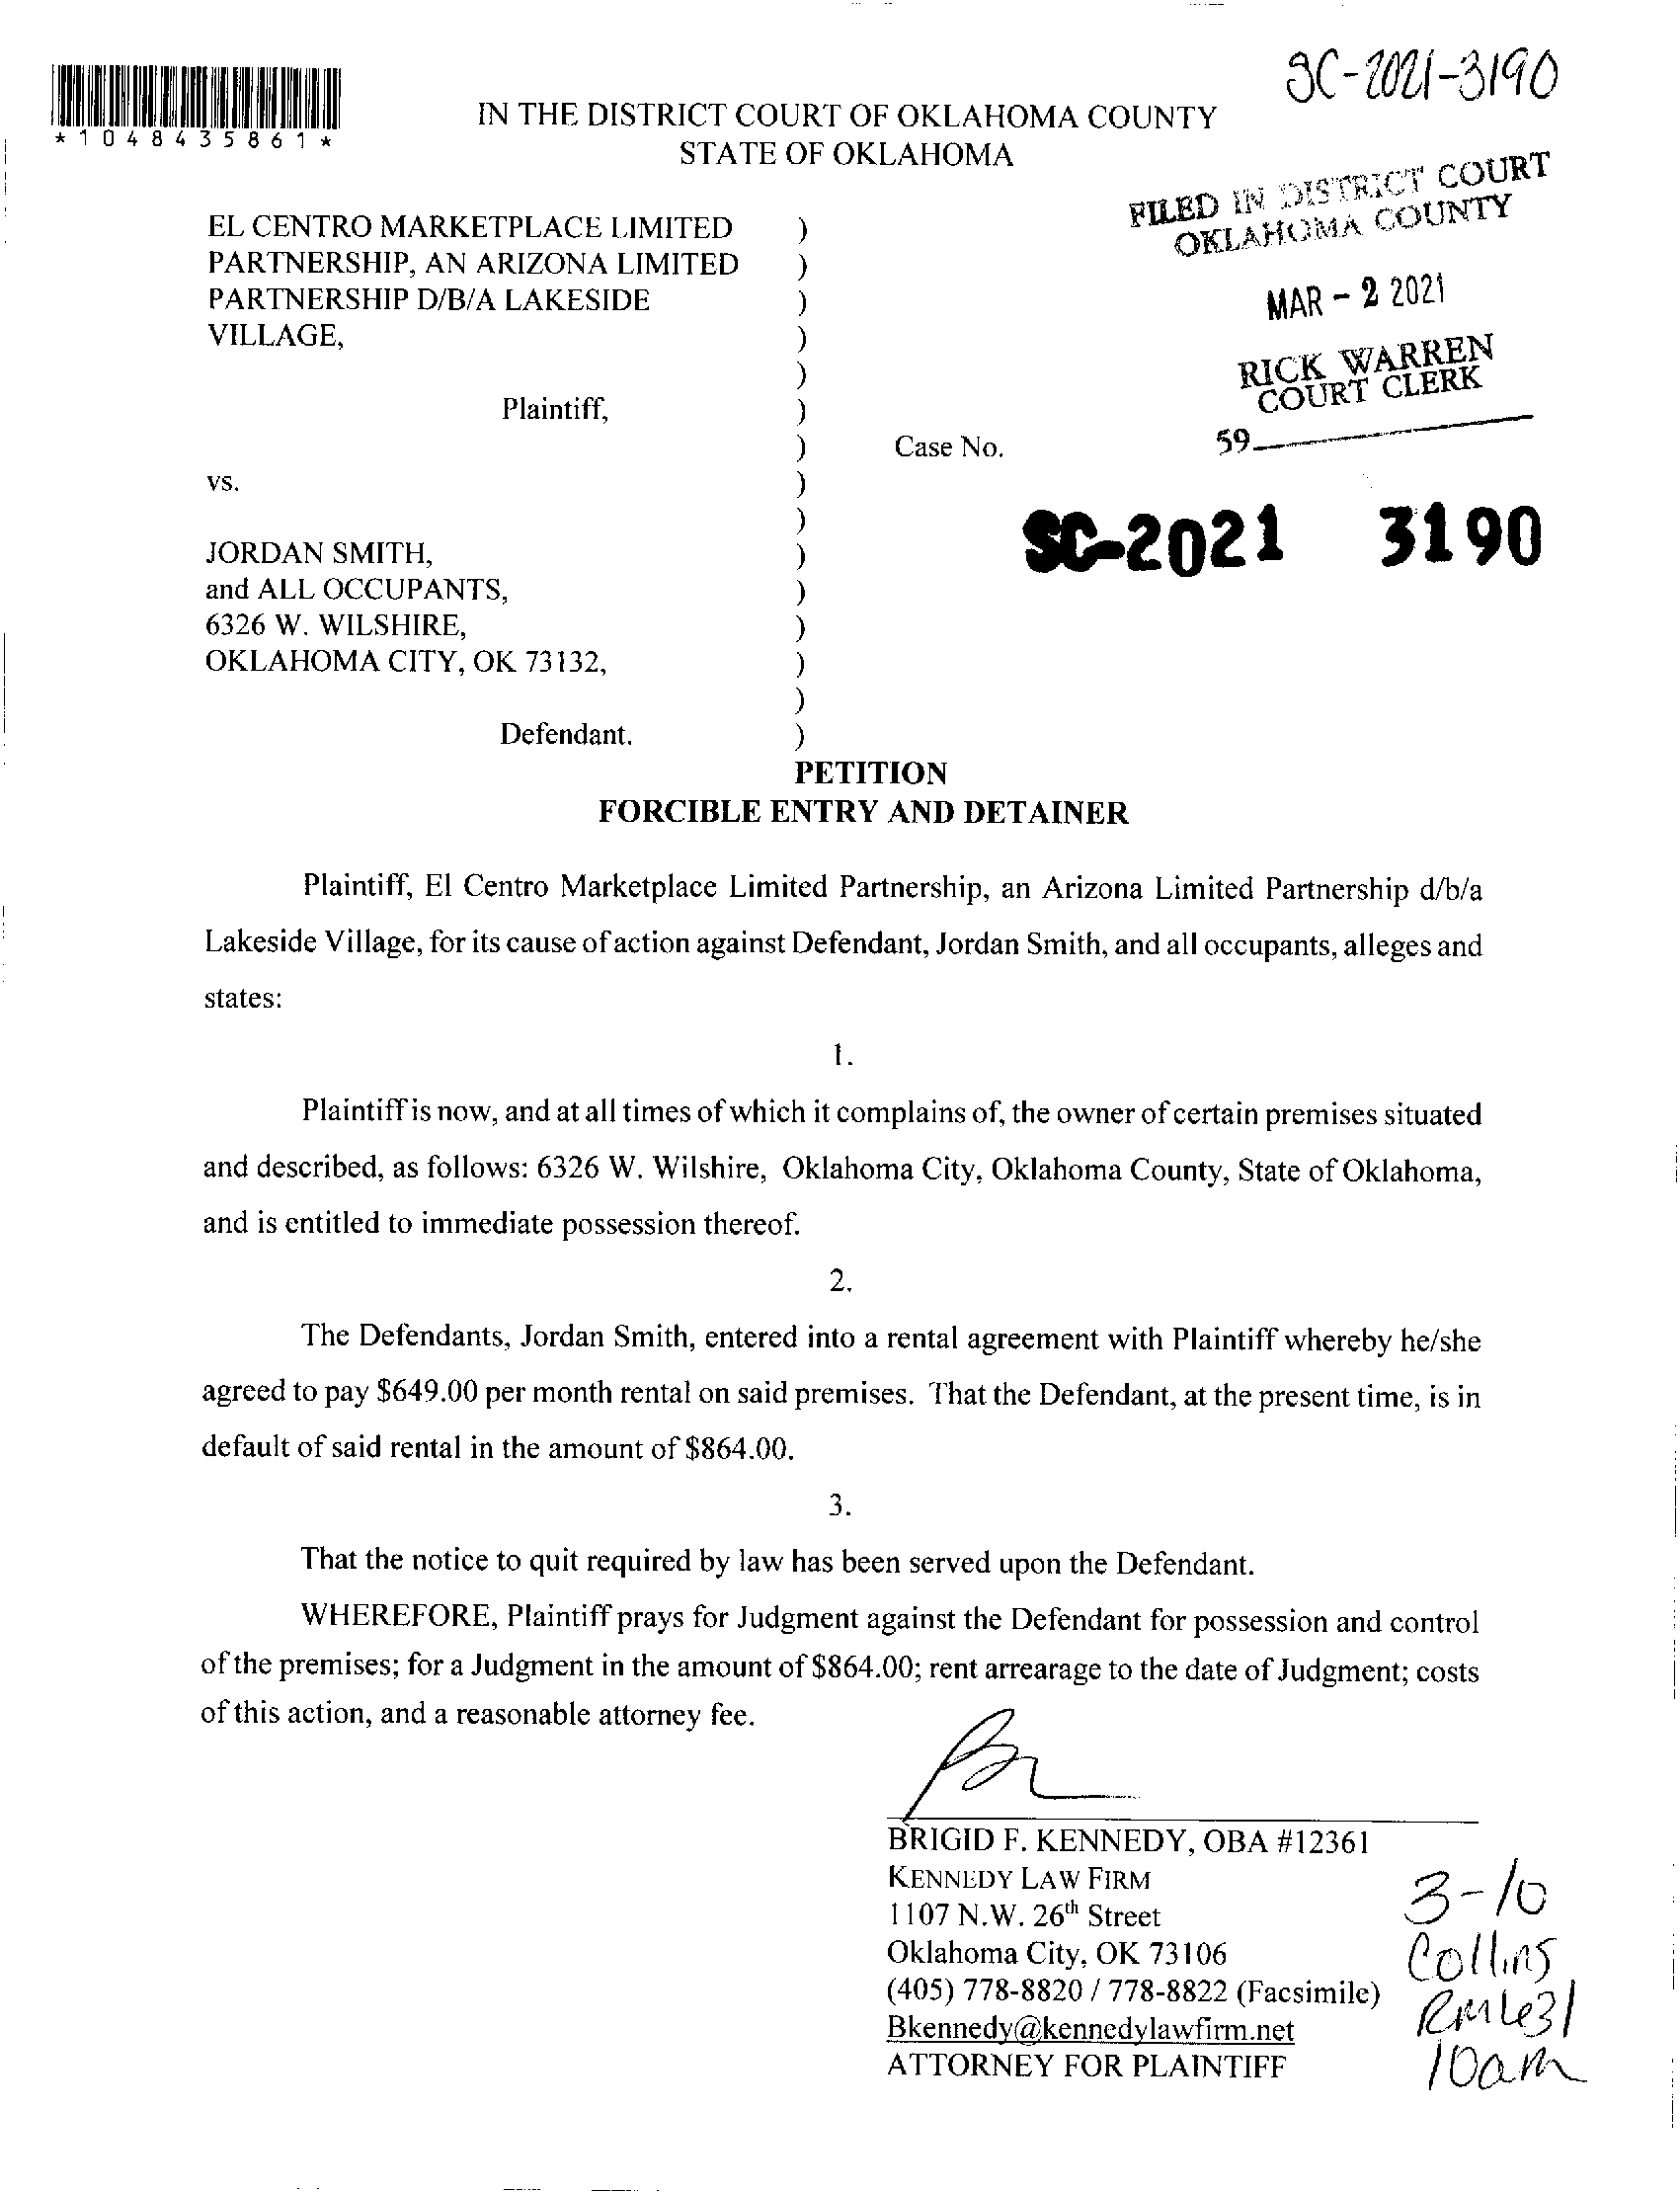 SC-2021-3190
*1048435861*
IN THE DISTRICT COURT OF OKLAHOMA COUNTY
STATE OF OKLAHOMA
FILED IN DISTRICT COURT
OKLAHOMA COUNTY
MAR - 2 2021
RICK WARREN
COURT CLERK
59
EL CENTRO MARKETPLACE LIMITED )
PARTNERSHIP, AN ARIZONA LIMITED )
PARTNERSHIP D/B/A LAKESIDE )
VILLAGE, )
)
Plaintiff, )
) Case No.
vs. )
) SC-2021 3190
JORDAN SMITH, )
and ALL OCCUPANTS, )
6326 W. WILSHIRE, )
OKLAHOMA CITY, OK 73132, )
)
Defendant. )
PETITION
FORCIBLE ENTRY AND DETAINER
Plaintiff, El Centro Marketplace Limited Partnership, an Arizona Limited Partnership d/b/a
Lakeside Village, for its cause of action against Defendant, Jordan Smith, and all occupants, alleges and
states:
1.
Plaintiff is now, and at all times of which it complains of, the owner of certain premises situated
and described, as follows: 6326 W. Wilshire, Oklahoma City, Oklahoma County, State of Oklahoma,
and is entitled to immediate possession thereof.
2.
The Defendants, Jordan Smith, entered into a rental agreement with Plaintiff whereby he/she
agreed to pay $649.00 per month rental on said premises. That the Defendant, at the present time, is in
default of said rental in the amount of $864.00.
3.
That the notice to quit required by law has been served upon the Defendant.
WHEREFORE, Plaintiff prays for Judgment against the Defendant for possession and control
of the premises; for a Judgment in the amount of $864.00; rent arrearage to the date of Judgment; costs
of this action, and a reasonable attorney fee.
BRIGID F. KENNEDY, OBA #12361
KENNEDY LAW FIRM
1107 N.W. 26th Street
Oklahoma City, OK 73106
(405) 778-8820 / 778-8822 (Facsimile)
Bkennedy@kennedylawfirm.net
ATTORNEY FOR PLAINTIFF
3-10
Collins
10am